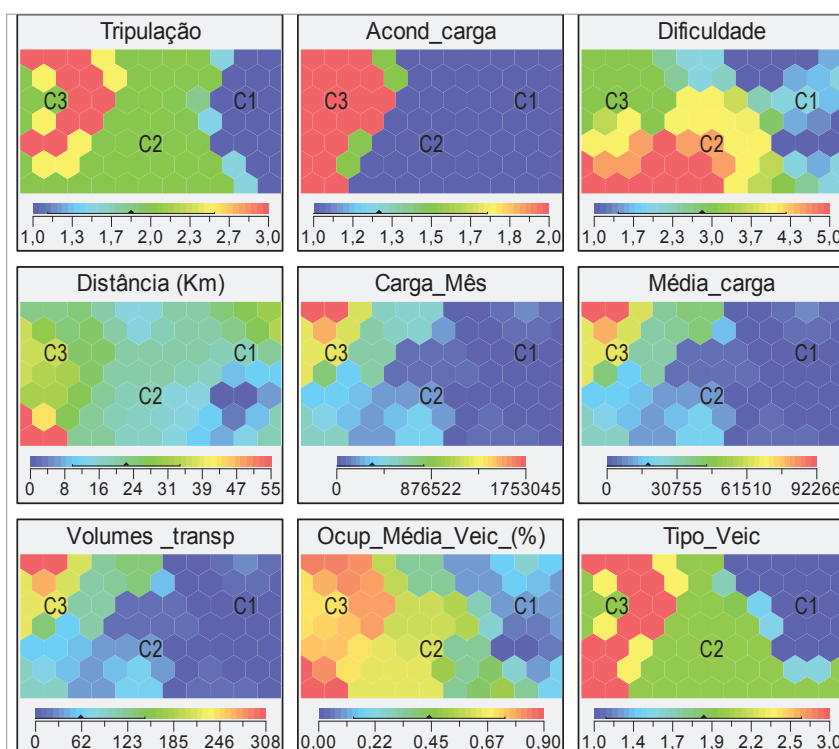 Tripulação
C3
C1
C2
1,0 1,3 1,7 2,0 2,3 2,7 3,0
Acond_carga
C3
C1
C2
1,0 1,2 1,3 1,5 1,7 1,8 2,0
Dificuldade
C3
C1
C2
1,0 1,7 2,3 3,0 3,7 4,3 5,0
Distância (Km)
C3
C1
C2
0 8 16 24 31 39 47 55
Carga_Mês
C3
C1
C2
0 876522 1753045
Média_carga
C3
C1
C2
0 30755 61510 92266
Volumes _transp
C3
C1
C2
0 62 123 185 246 308
Ocup_Média_Veic_(%)
C3
C1
C2
0.00 0.22 0.45 0.67 0.90
Tipo_Veic
C3
C1
C2
1.0 1.4 1.7 1.9 2.2 2.6 3.0